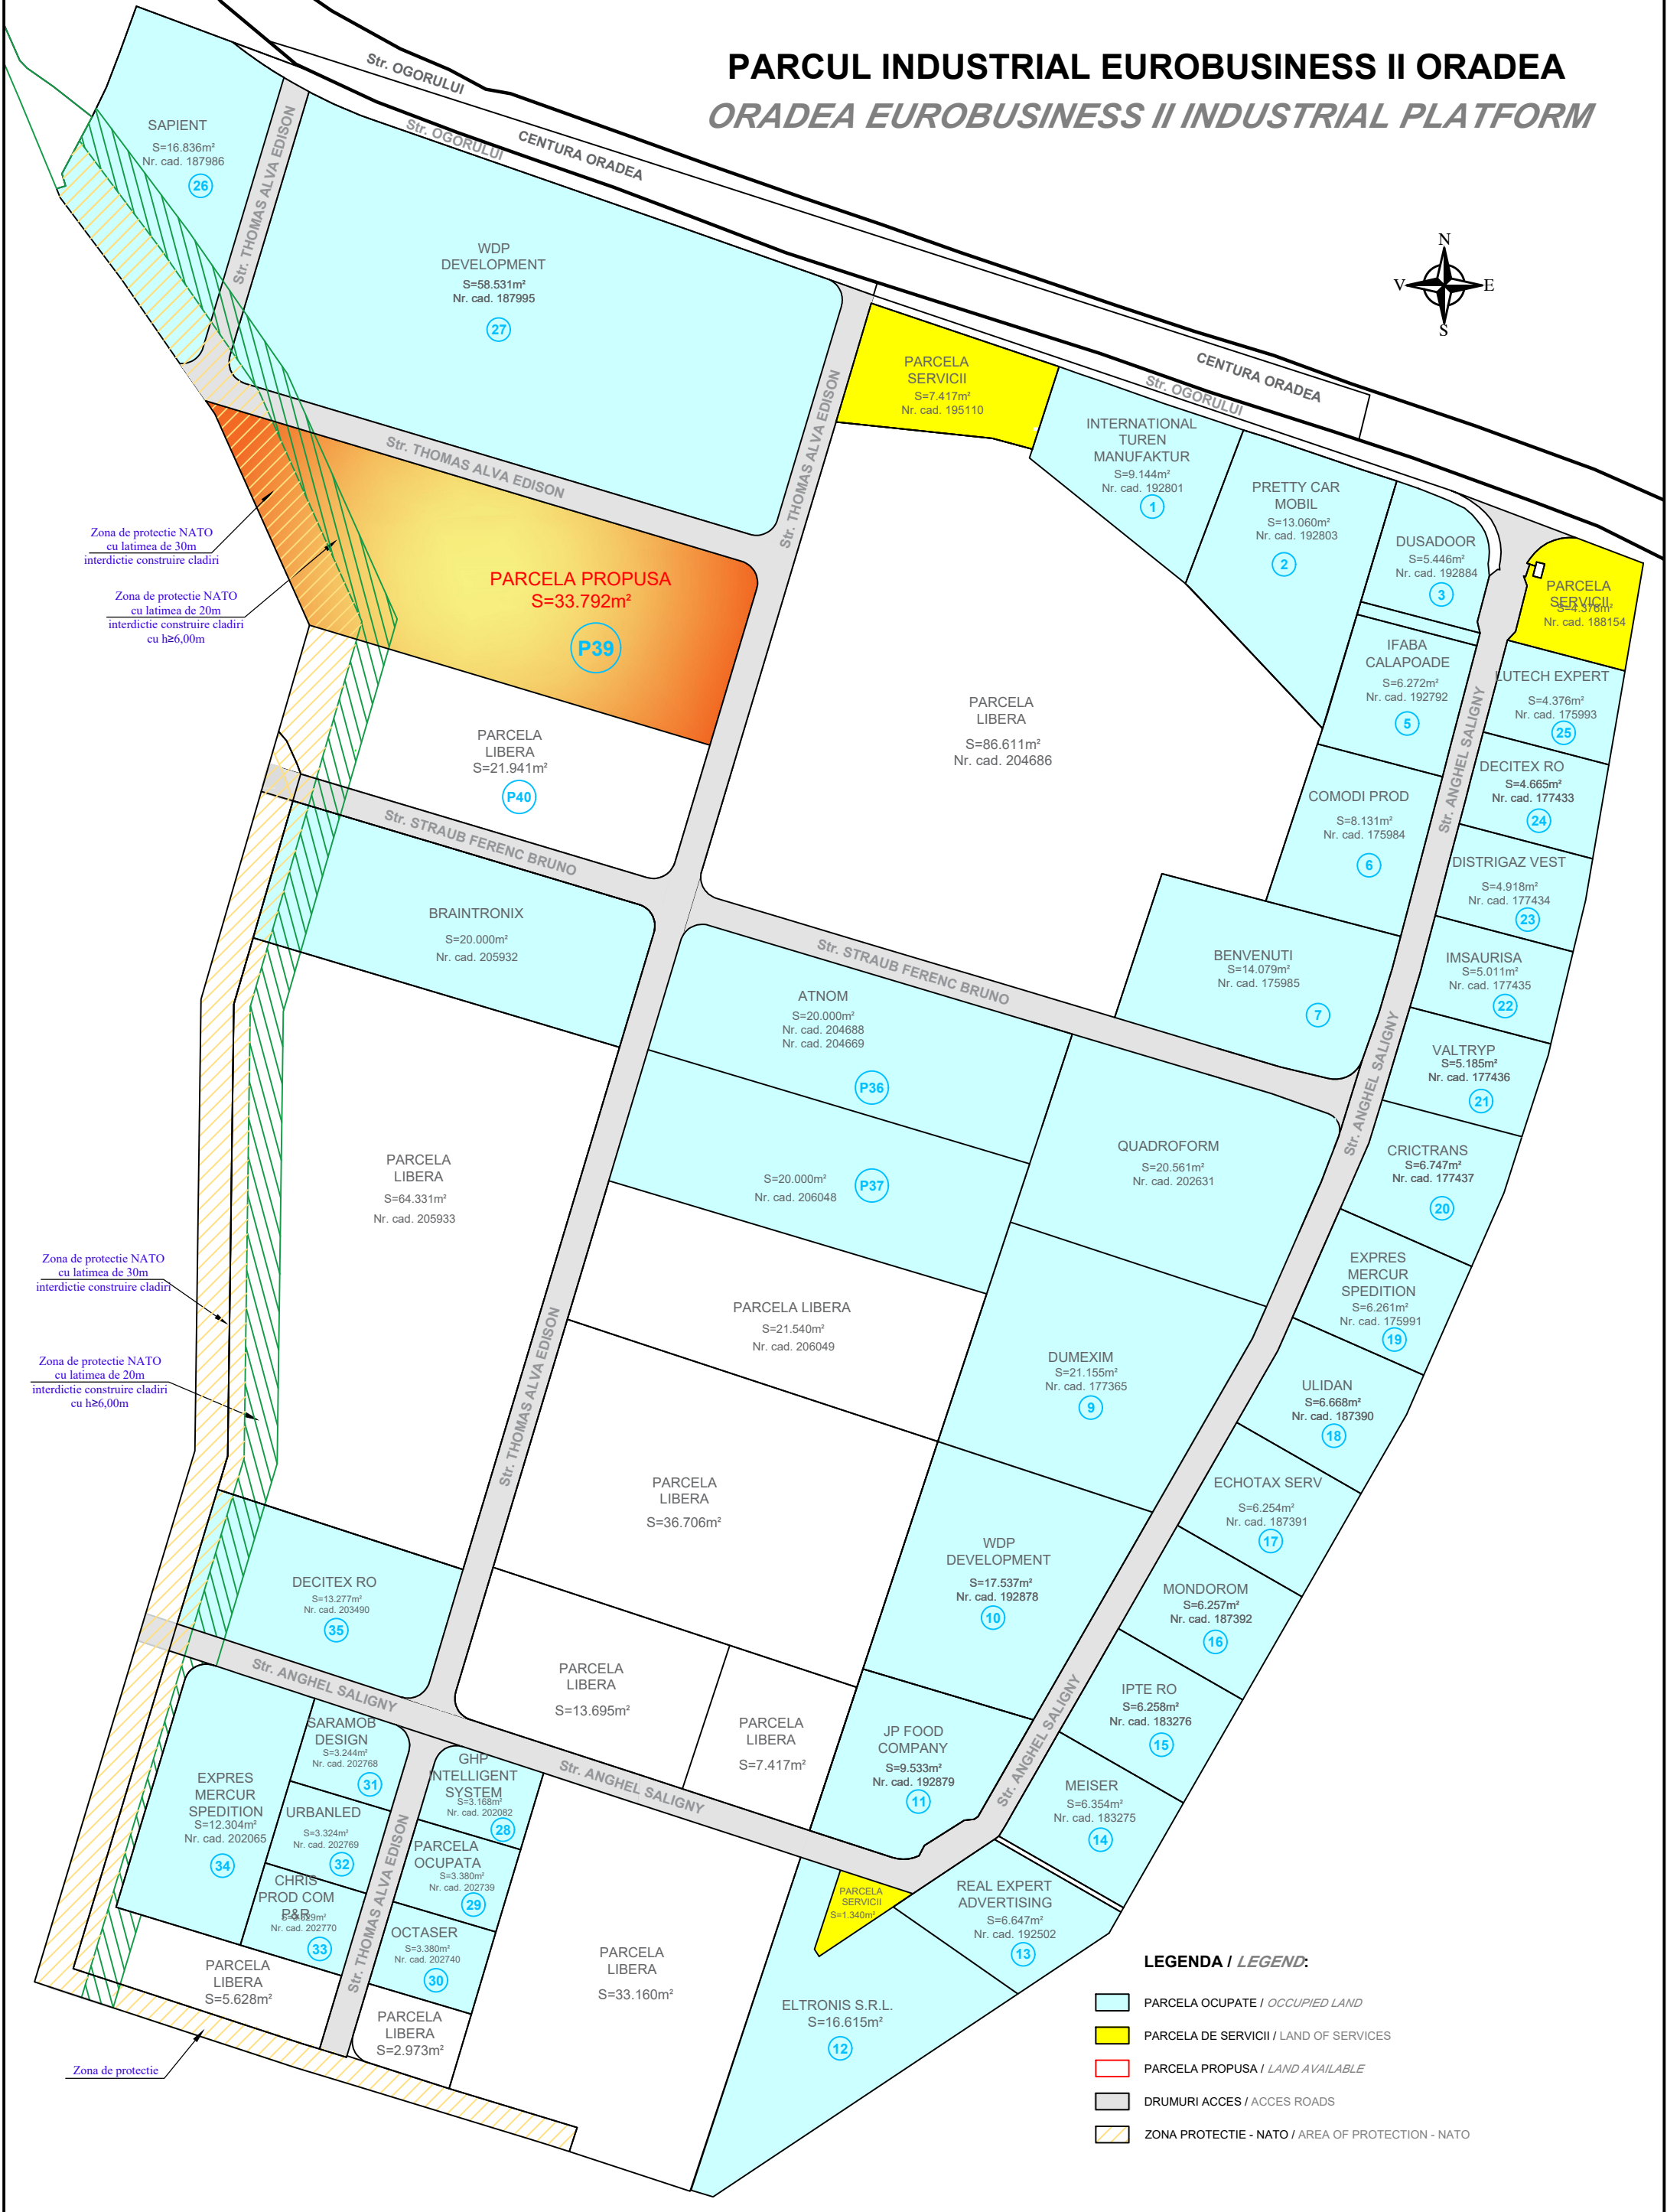 PARCUL INDUSTRIAL EUROBUSINESS II ORADEA
ORADEA EUROBUSINESS II INDUSTRIAL PLATFORM
Str. OGORULUI
Str. OGORULUI
CENTURA ORADEA
CENTURA ORADEA
Str. OGORULUI
N
V
E
S
SAPIENT
S=16.836m²
Nr. cad. 187986
26
Str. THOMAS ALVA EDISON
WDP
DEVELOPMENT
S=58.531m²
Nr. cad. 187995
27
Str. THOMAS ALVA EDISON
Str. THOMAS ALVA EDISON
PARCELA
SERVICII
S=7.417m²
Nr. cad. 195110
INTERNATIONAL
TUREN
MANUFAKTUR
S=9.144m²
Nr. cad. 192801
1
PRETTY CAR
MOBIL
S=13.060m²
Nr. cad. 192803
2
DUSADOOR
S=5.446m²
Nr. cad. 192884
3
PARCELA
SERVICII
S=4.376m²
Nr. cad. 188154
Zona de protectie NATO
cu latimea de 30m
interdictie construire cladiri
Zona de protectie NATO
cu latimea de 20m
interdictie construire cladiri
cu h≥6,00m
PARCELA PROPUSA
S=33.792m²
P39
IFABA
CALAPOADE
S=6.272m²
Nr. cad. 192792
5
LUTECH EXPERT
S=4.376m²
Nr. cad. 175993
25
PARCELA
LIBERA
S=86.611m²
Nr. cad. 204686
PARCELA
LIBERA
S=21.941m²
P40
Str. ANGHEL SALIGNY
DECITEX RO
S=4.665m²
Nr. cad. 177433
24
COMODI PROD
S=8.131m²
Nr. cad. 175984
6
Str. STRAUB FERENC BRUNO
DISTRIGAZ VEST
S=4.918m²
Nr. cad. 177434
23
BRAINTRONIX
S=20.000m²
Nr. cad. 205932
Str. STRAUB FERENC BRUNO
BENVENUTI
S=14.079m²
Nr. cad. 175985
7
IMSAURISA
S=5.011m²
Nr. cad. 177435
22
ATNOM
S=20.000m²
Nr. cad. 204688
Nr. cad. 204669
P36
Str. ANGHEL SALIGNY
VALTRYP
S=5.185m²
Nr. cad. 177436
21
QUADROFORM
S=20.561m²
Nr. cad. 202631
CRICTRANS
S=6.747m²
Nr. cad. 177437
20
PARCELA
LIBERA
S=64.331m²
Nr. cad. 205933
S=20.000m²
Nr. cad. 206048
P37
Zona de protectie NATO
cu latimea de 30m
interdictie construire cladiri
EXPRES
MERCUR
SPEDITION
S=6.261m²
Nr. cad. 175991
19
PARCELA LIBERA
S=21.540m²
Nr. cad. 206049
Zona de protectie NATO
cu latimea de 20m
interdictie construire cladiri
cu h≥6,00m
Str. THOMAS ALVA EDISON
DUMEXIM
S=21.155m²
Nr. cad. 177365
9
ULIDAN
S=6.668m²
Nr. cad. 187390
18
PARCELA
LIBERA
S=36.706m²
ECHOTAX SERV
S=6.254m²
Nr. cad. 187391
17
WDP
DEVELOPMENT
S=17.537m²
Nr. cad. 192878
10
DECITEX RO
S=13.277m²
Nr. cad. 203490
35
MONDOROM
S=6.257m²
Nr. cad. 187392
16
Str. ANGHEL SALIGNY
PARCELA
LIBERA
S=13.695m²
PARCELA
LIBERA
S=7.417m²
Str. ANGHEL SALIGNY
IPTE RO
S=6.258m²
Nr. cad. 183276
15
JP FOOD
COMPANY
S=9.533m²
Nr. cad. 192879
11
SARAMOB
DESIGN
S=3.244m²
Nr. cad. 202768
31
GHP
INTELLIGENT
SYSTEM
S=3.168m²
Nr. cad. 202082
28
Str. ANGHEL SALIGNY
MEISER
S=6.354m²
Nr. cad. 183275
14
EXPRES
MERCUR
SPEDITION
S=12.304m²
Nr. cad. 202065
34
URBANLED
S=3.324m²
Nr. cad. 202769
32
PARCELA
OCUPATA
S=3.380m²
Nr. cad. 202739
29
Str. THOMAS ALVA EDISON
CHRIS
PROD COM
P&R
Nr. cad. 202770
33
PARCELA
SERVICII
S=1.340m²
REAL EXPERT
ADVERTISING
S=6.647m²
Nr. cad. 192502
13
OCTASER
S=3.380m²
Nr. cad. 202740
30
PARCELA
LIBERA
S=5.628m²
PARCELA
LIBERA
S=33.160m²
PARCELA
LIBERA
S=2.973m²
ELTRONIS S.R.L.
S=16.615m²
12
Zona de protectie
LEGENDA / LEGEND:
PARCELA OCUPATE / OCCUPIED LAND
PARCELA DE SERVICII / LAND OF SERVICES
PARCELA PROPUSA / LAND AVAILABLE
DRUMURI ACCES / ACCES ROADS
ZONA PROTECTIE - NATO / AREA OF PROTECTION - NATO